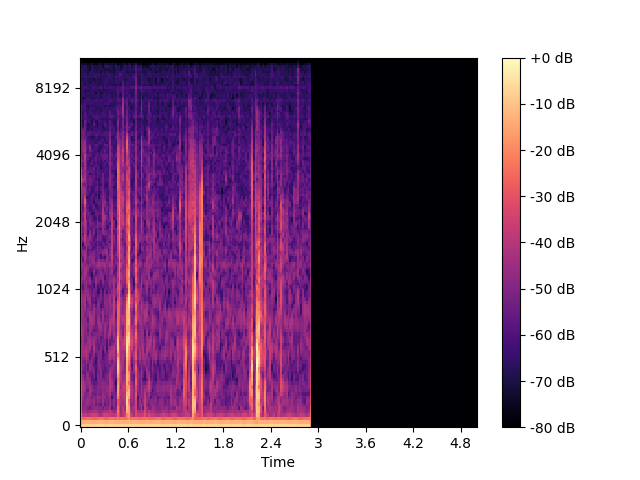 +0 dB
8192
-10 dB
4096
-20 dB
-30 dB
2048
-40 dB
Hz
1024
-50 dB
-60 dB
512
-70 dB
0
-80 dB
0 0.6 1.2 1.8 2.4 3 3.6 4.2 4.8
Time